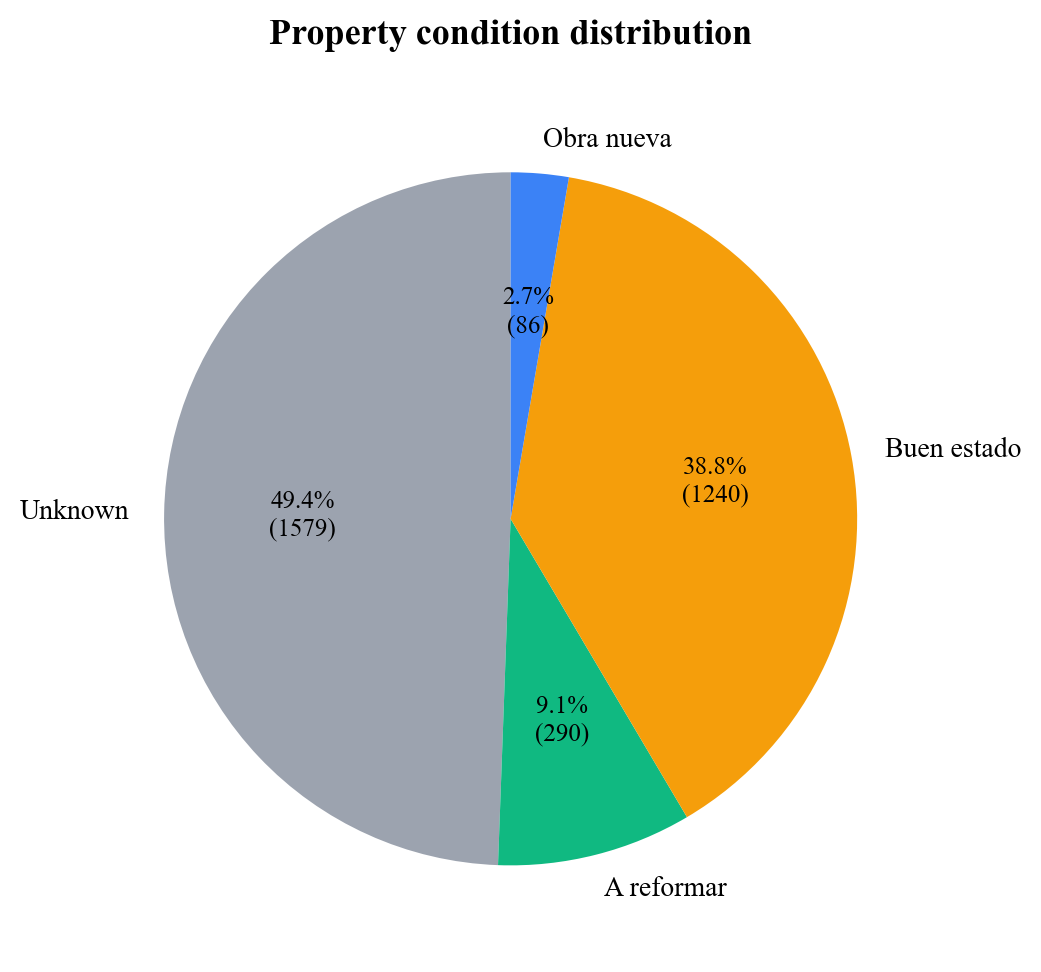 Property condition distribution
Obra nueva
2.7%
(86)
Buen estado
38.8%
(1240)
Unknown
49.4%
(1579)
9.1%
(290)
A reformar